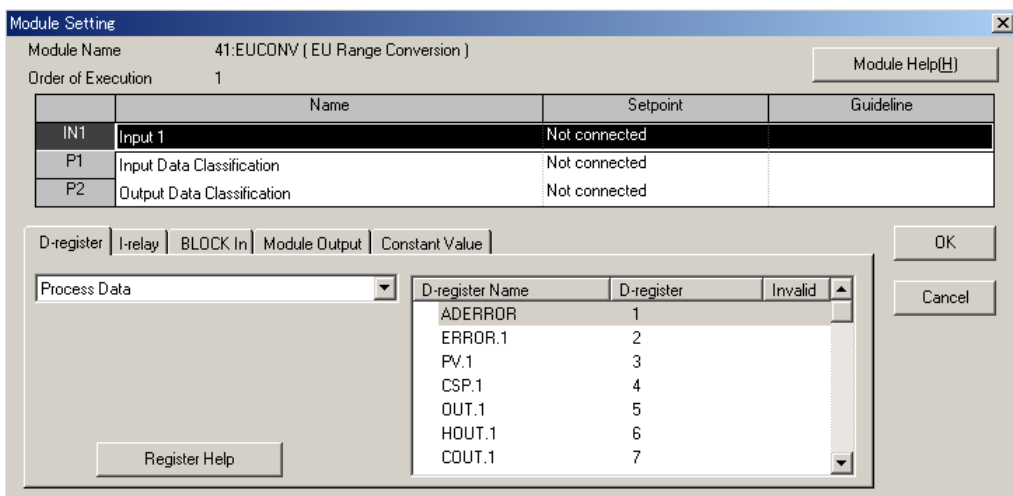 Module Setting
Module Name 41:EUCONV ( EU Range Conversion )
Module Help(H)
Order of Execution 1
Name Setpoint Guideline
IN1 Input 1 Not connected
P1 Input Data Classification Not connected
P2 Output Data Classification Not connected
D-register I-relay BLOCK In Module Output Constant Value
OK
Process Data
D-register Name D-register Invalid
Cancel
ADERROR 1
ERROR.1 2
PV.1 3
CSP.1 4
OUT.1 5
HOUT.1 6
COUT.1 7
Register Help